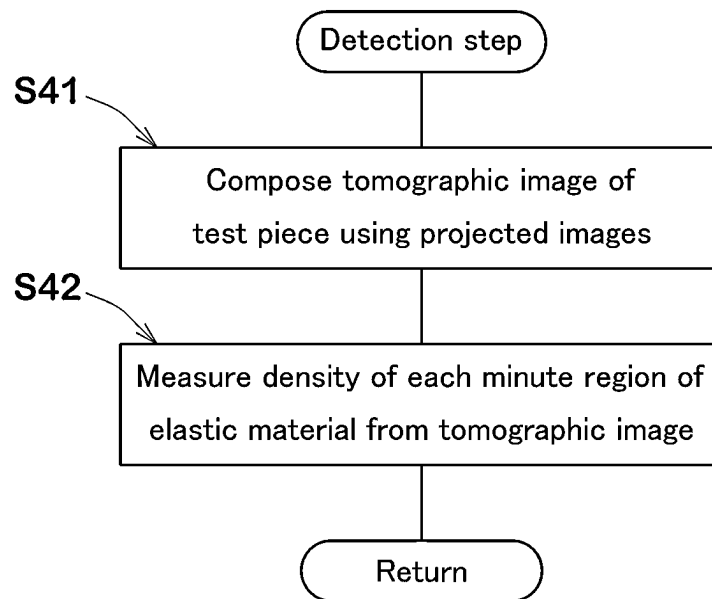 Detection step
S41
Compose tomographic image of
test piece using projected images
S42
Measure density of each minute region of
elastic material from tomographic image
Return